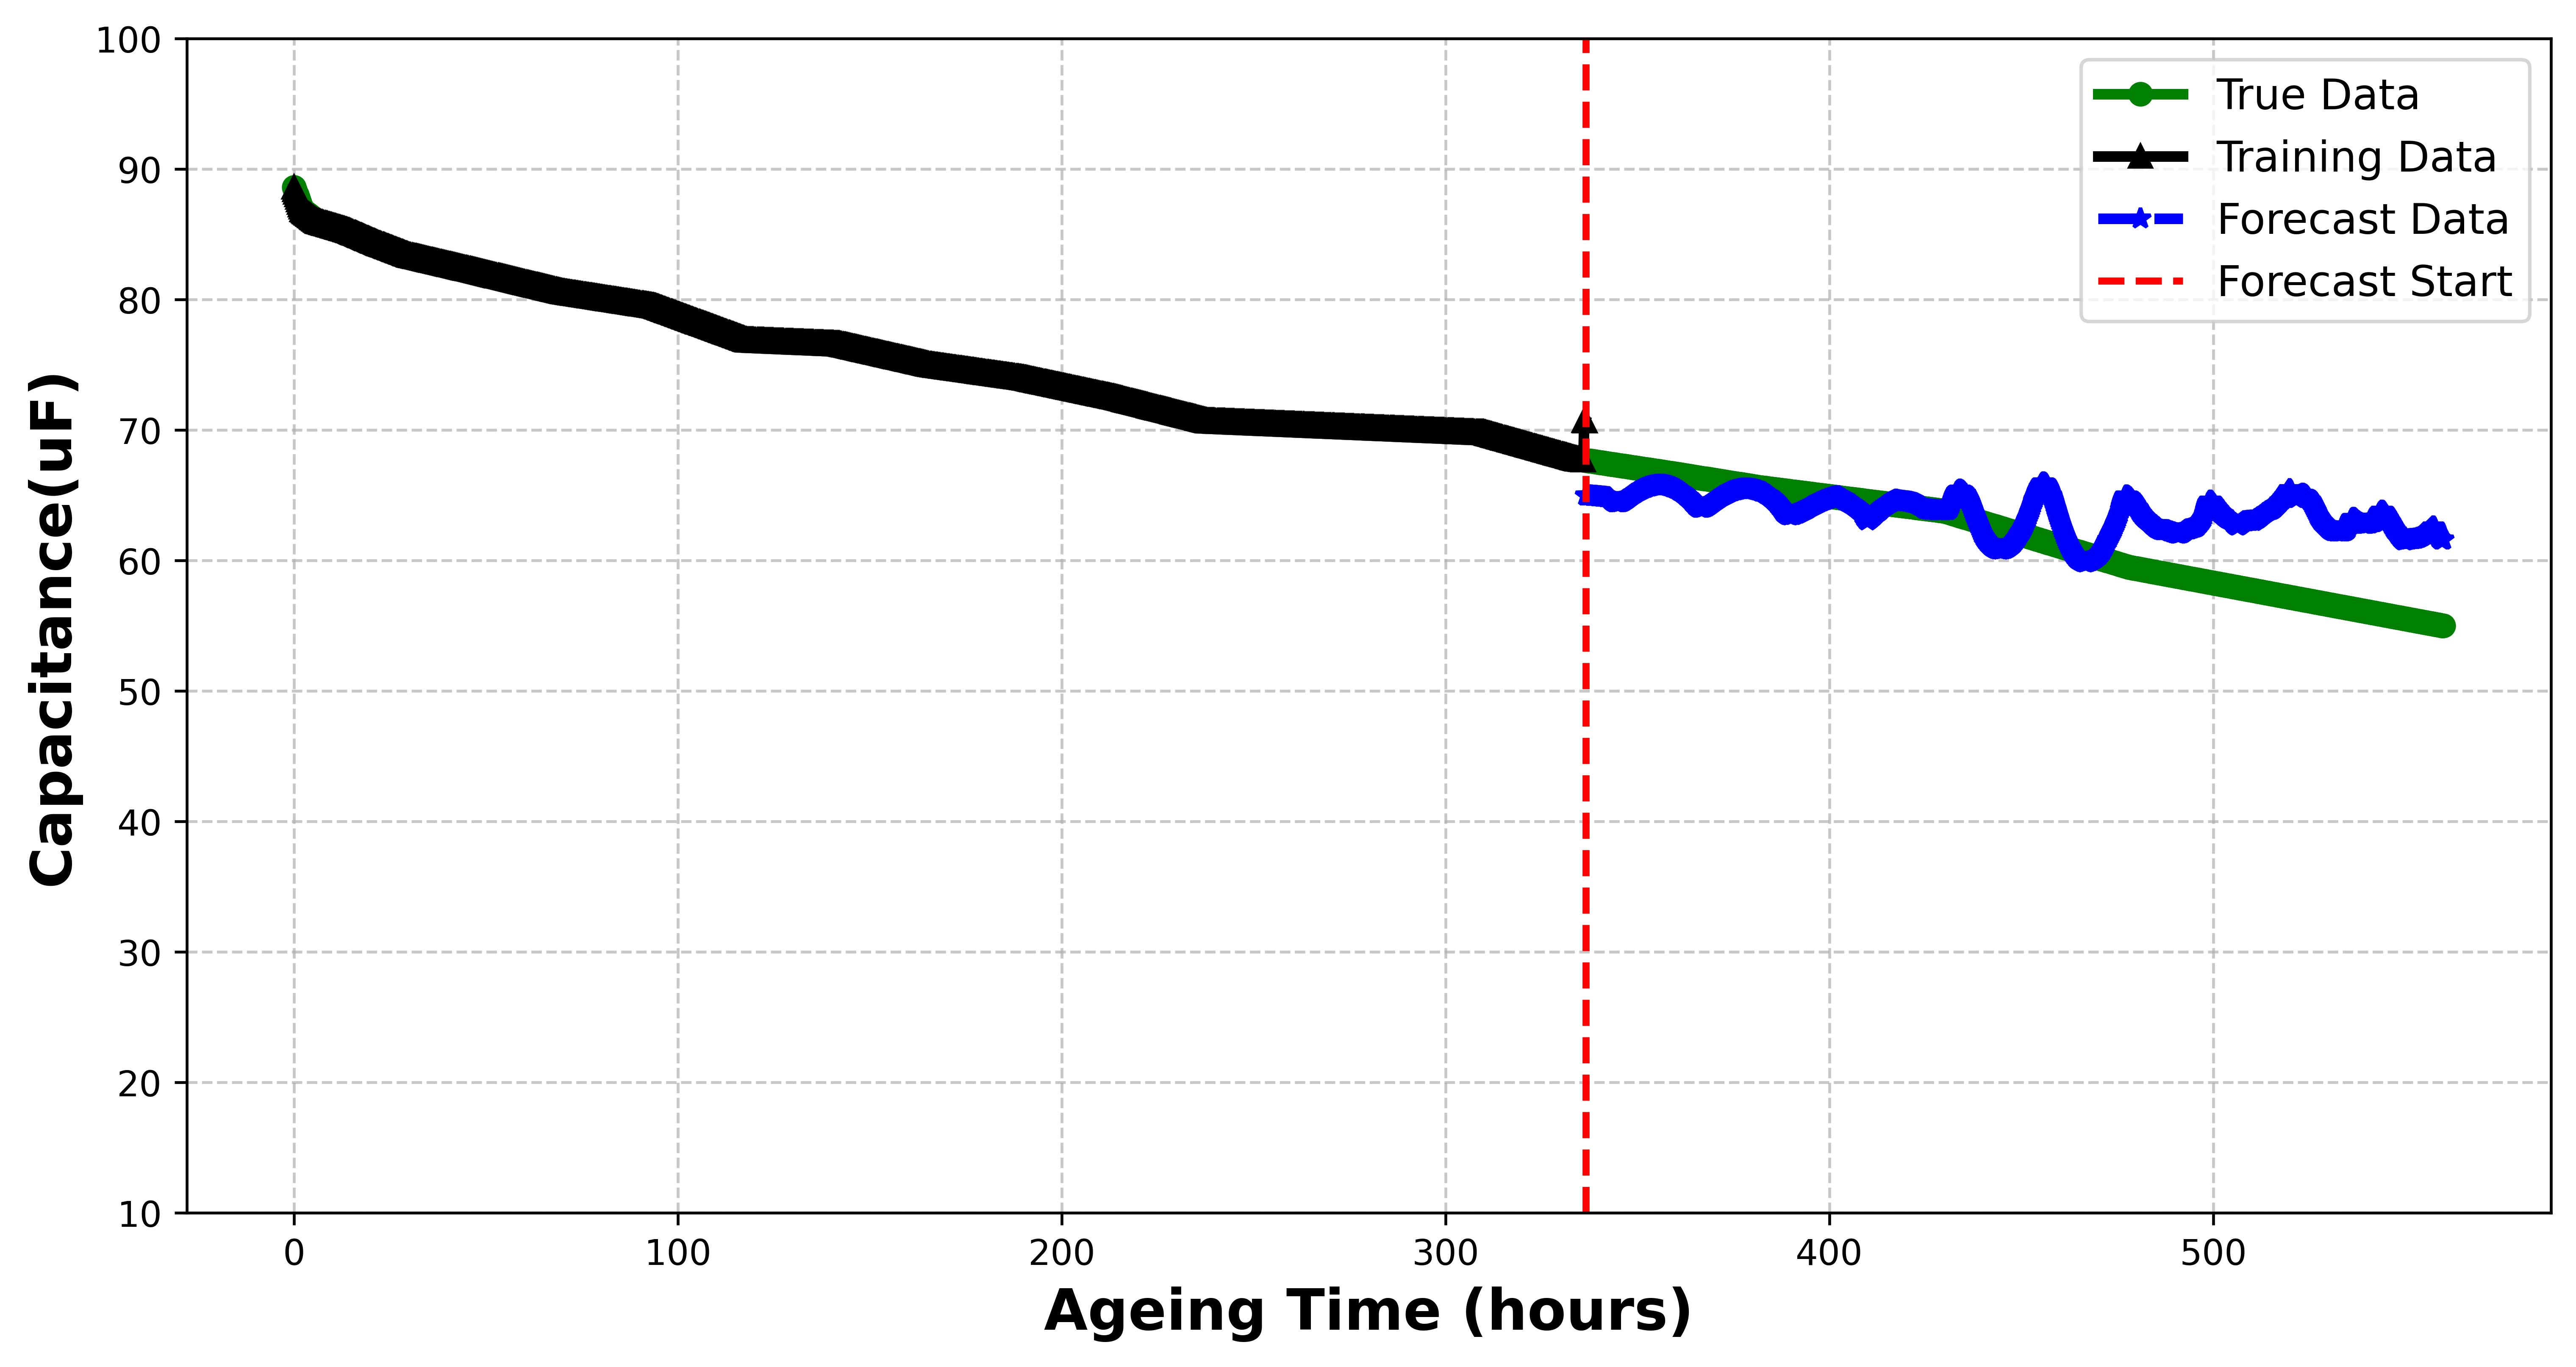 100
90
80
70
60
50
40
30
20
10
Capacitance(uF)
0 100 200 300 400 500
Ageing Time (hours)
True Data
Training Data
Forecast Data
Forecast Start